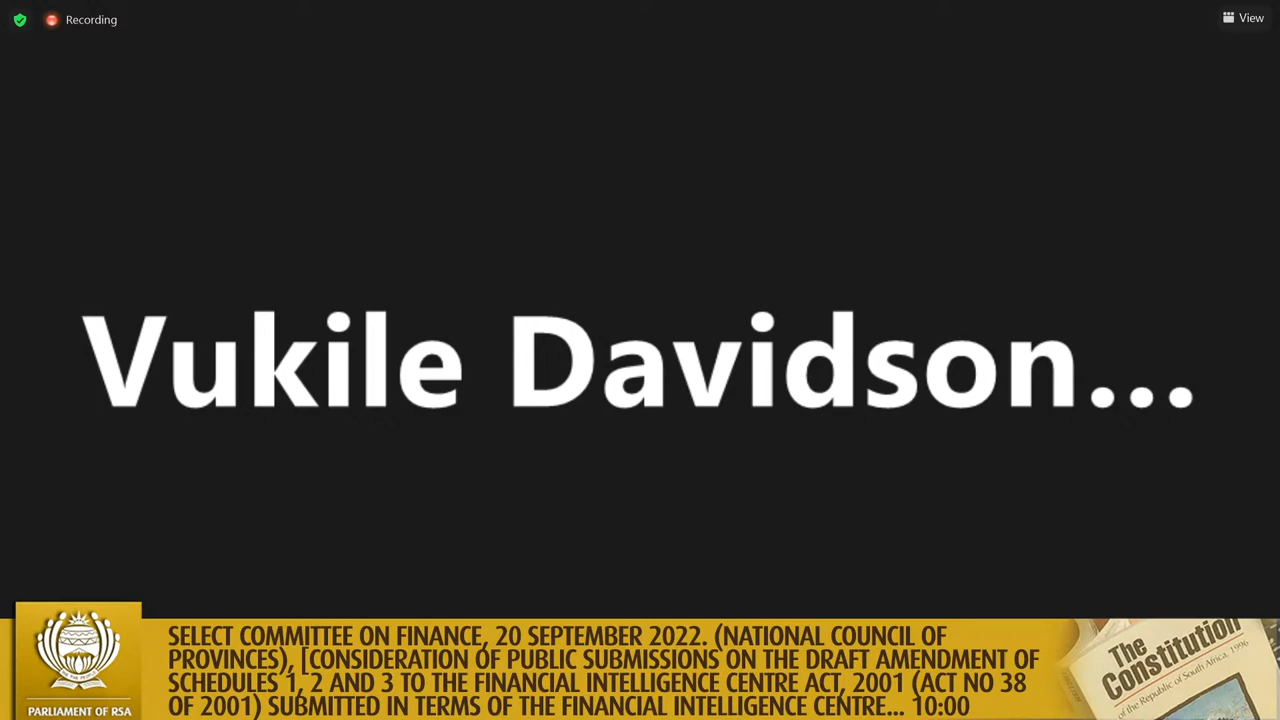 Recording
View
Vukile Davidson...
SELECT COMMITTEE ON FINANCE, 20 SEPTEMBER 2022. (NATIONAL COUNCIL OF
PROVINCES), [CONSIDERATION OF PUBLIC SUBMISSIONS ON THE DRAFT AMENDMENT OF
SCHEDULES 1, 2 AND 3 TO THE FINANCIAL INTELLIGENCE CENTRE ACT, 2001 (ACT NO 38
OF 2001) SUBMITTED IN TERMS OF THE FINANCIAL INTELLIGENCE CENTRE... 10:00
PARLIAMENT OF RSA
The
Constitution
of the Republic of South Africa, 1996